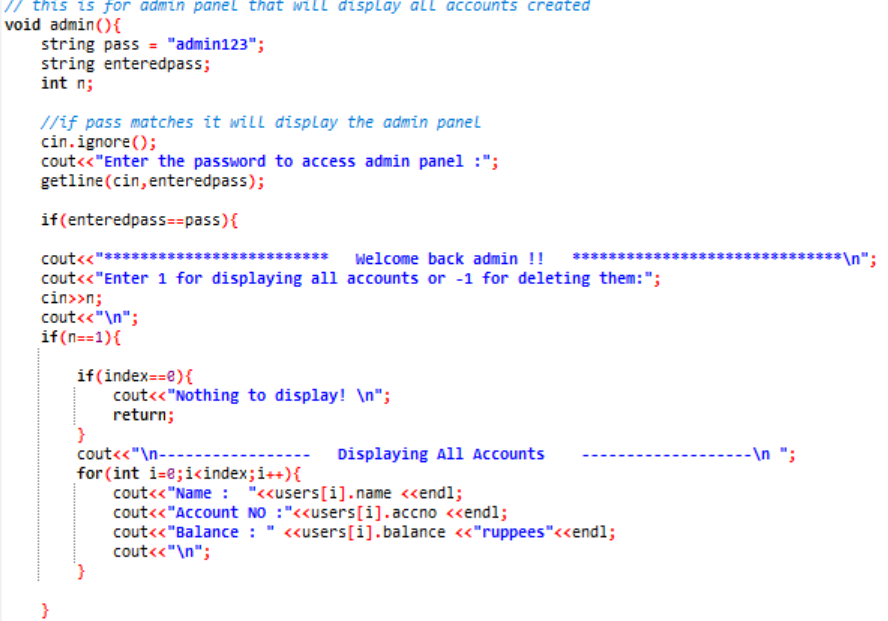 // this is for admin panel that will display all accounts created
void admin(){
    string pass = "admin123";
    string enteredpass;
    int n;

    //if pass matches it will display the admin panel
    cin.ignore();
    cout<<"Enter the password to access admin panel :";
    getline(cin,enteredpass);

    if(enteredpass==pass){

    cout<<"************************* Welcome back admin !! ******************************\n";
    cout<<"Enter 1 for displaying all accounts or -1 for deleting them:";
    cin>>n;
    cout<<"\n";
    if(n==1){

        if(index==0){
            cout<<"Nothing to display! \n";
            return;
        }
        cout<<"\n-----------------   Displaying All Accounts    -------------------\n ";
        for(int i=0;i<index;i++){
            cout<<"Name :  "<<users[i].name <<endl;
            cout<<"Account NO :"<<users[i].accno <<endl;
            cout<<"Balance : " <<users[i].balance <<"ruppees"<<endl;
            cout<<"\n";
        }

    }